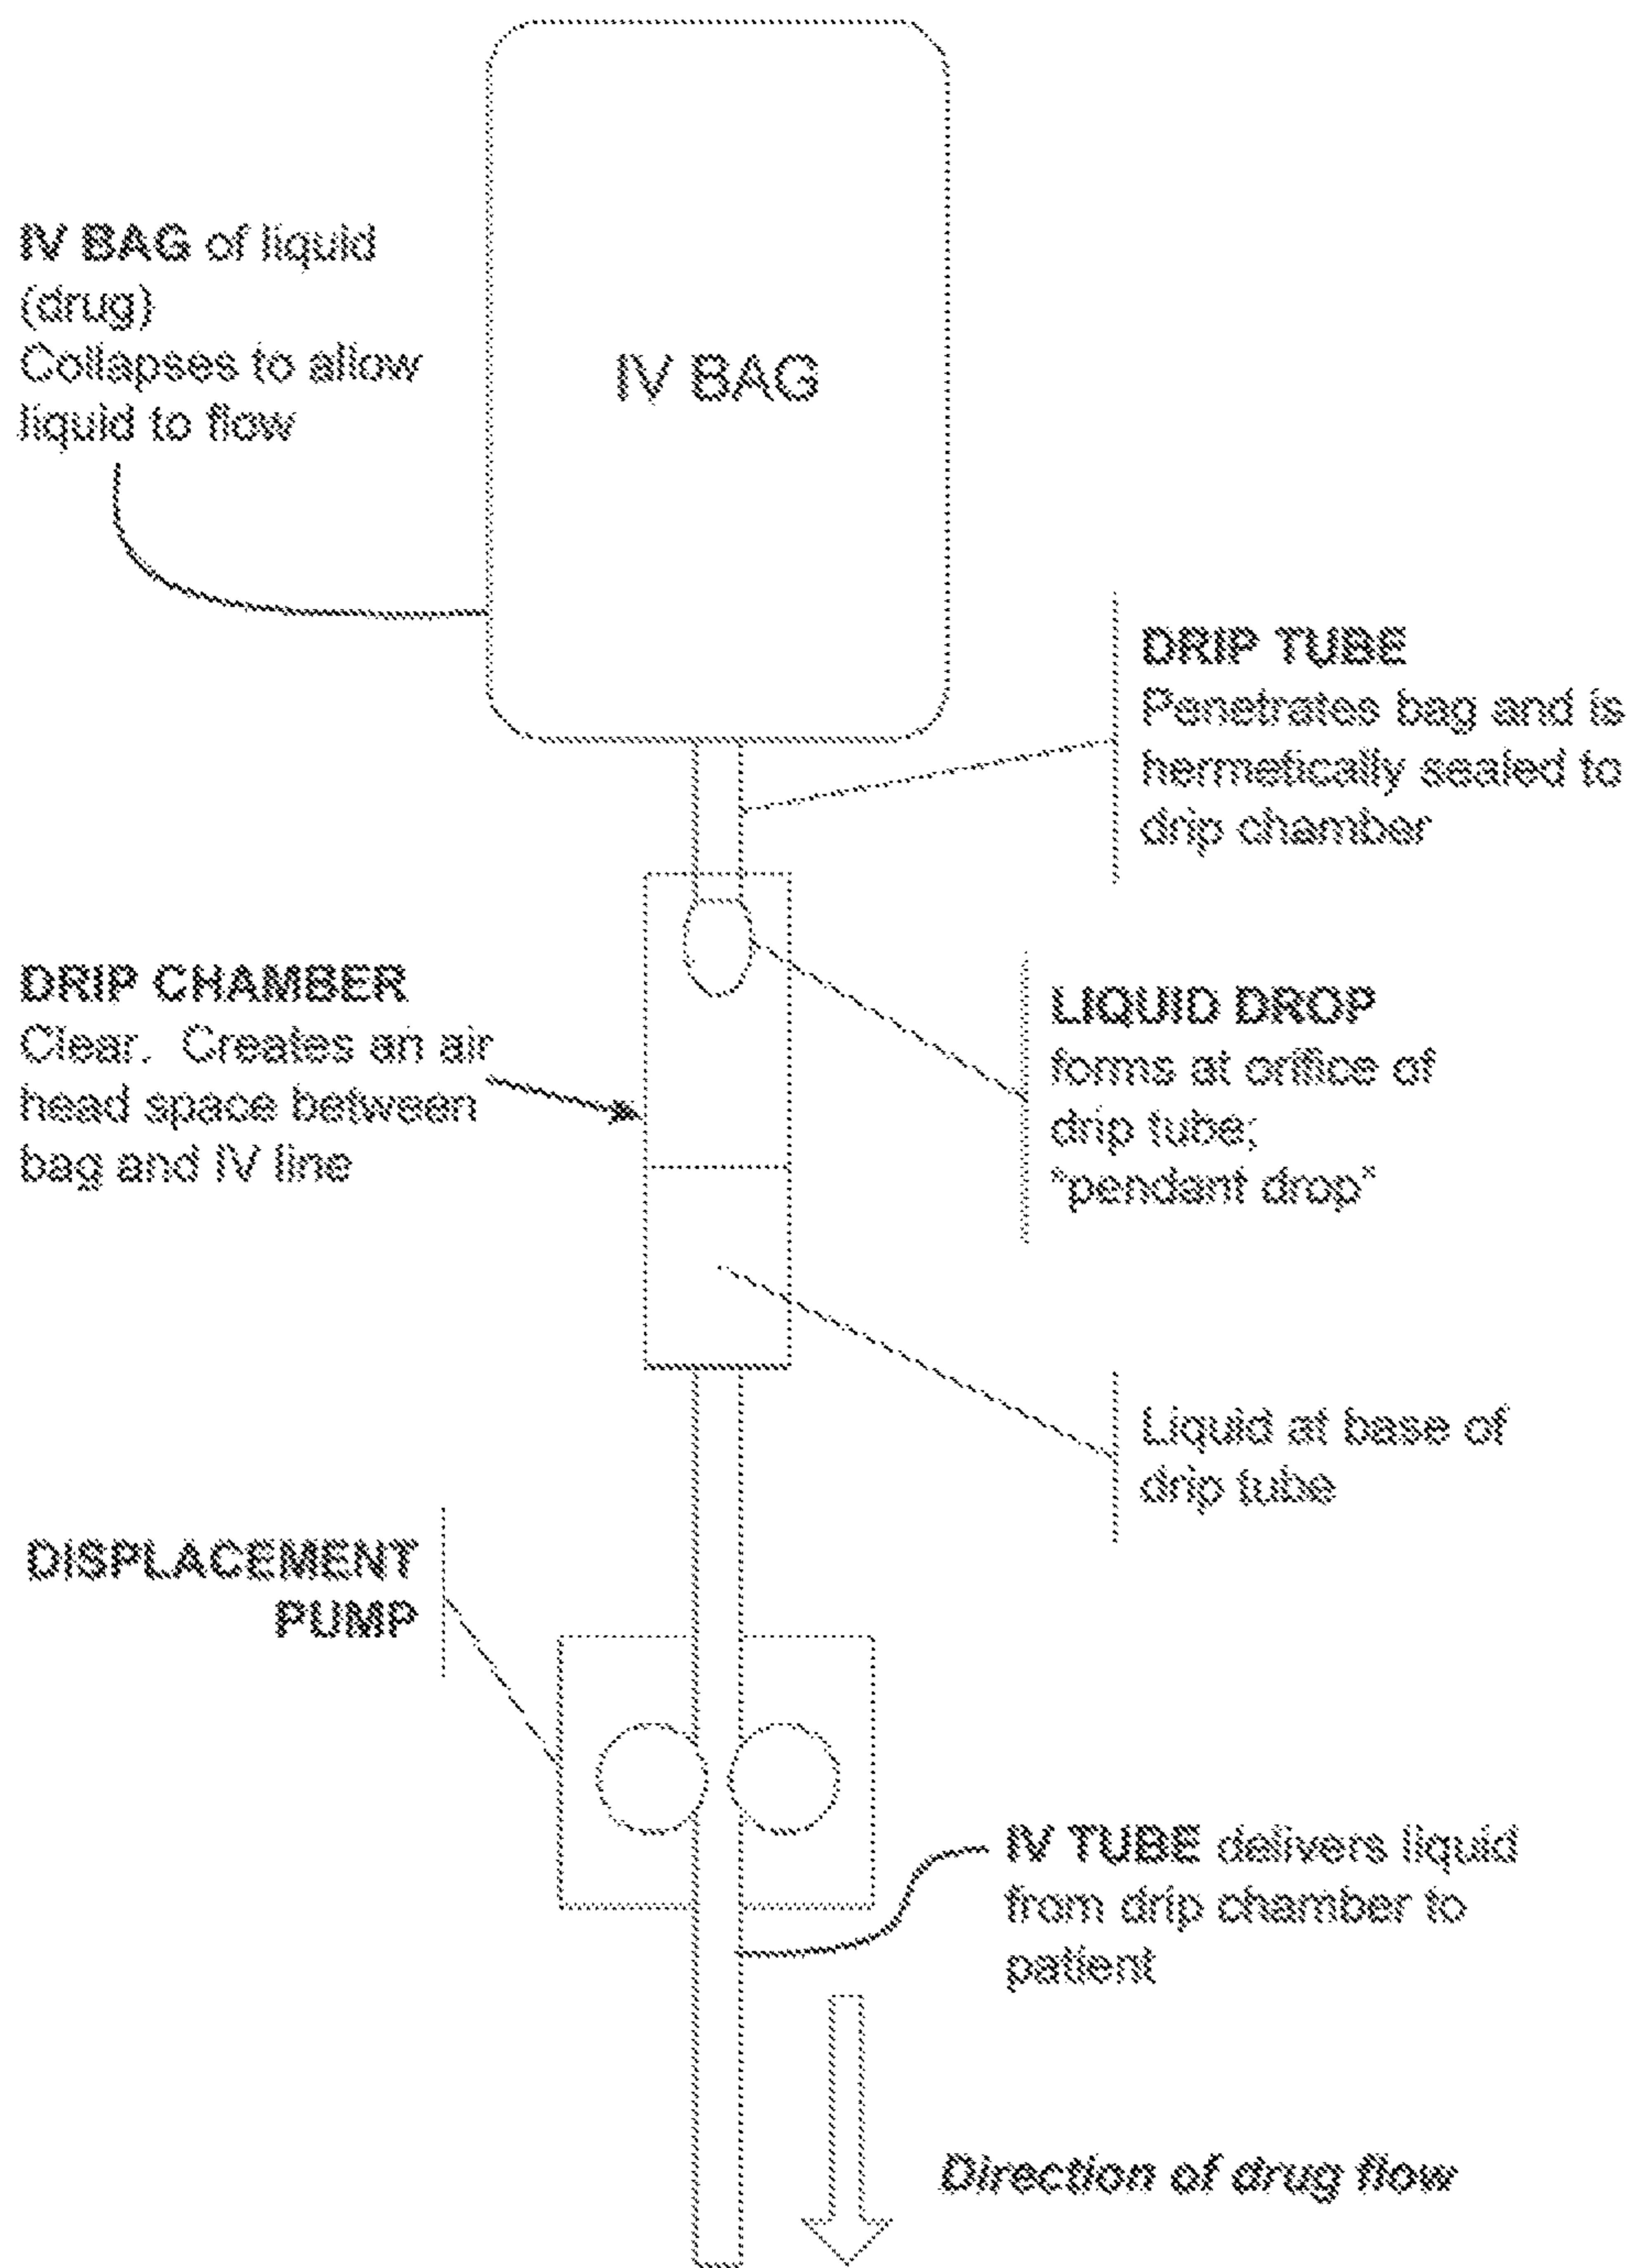 IV BAG of liquid
(drug)
Collapses to allow
liquid to flow
IV BAG
DRIP TUBE
Penetrates bag and is
hermetically sealed to
drip chamber
DRIP CHAMBER
Clear.  Creates an air
head space between
bag and IV line
LIQUID DROP
forms at orifice of
drip tube;
"pendant drop"
Liquid at base of
drip tube
DISPLACEMENT
PUMP
IV TUBE delivers liquid
from drip chamber to
patient
Direction of drug flow